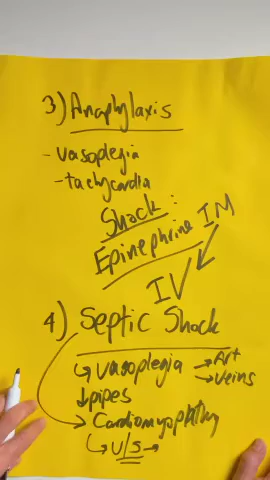 3) Anaphylaxis
- vasoplegia
- tachycardia
Shock:
Epinephrine IM
IV
4) Septic Shock
↳ vasoplegia → Art
→ Veins
↓ pipes
→ Cardiomyopathy
↳ U/S →